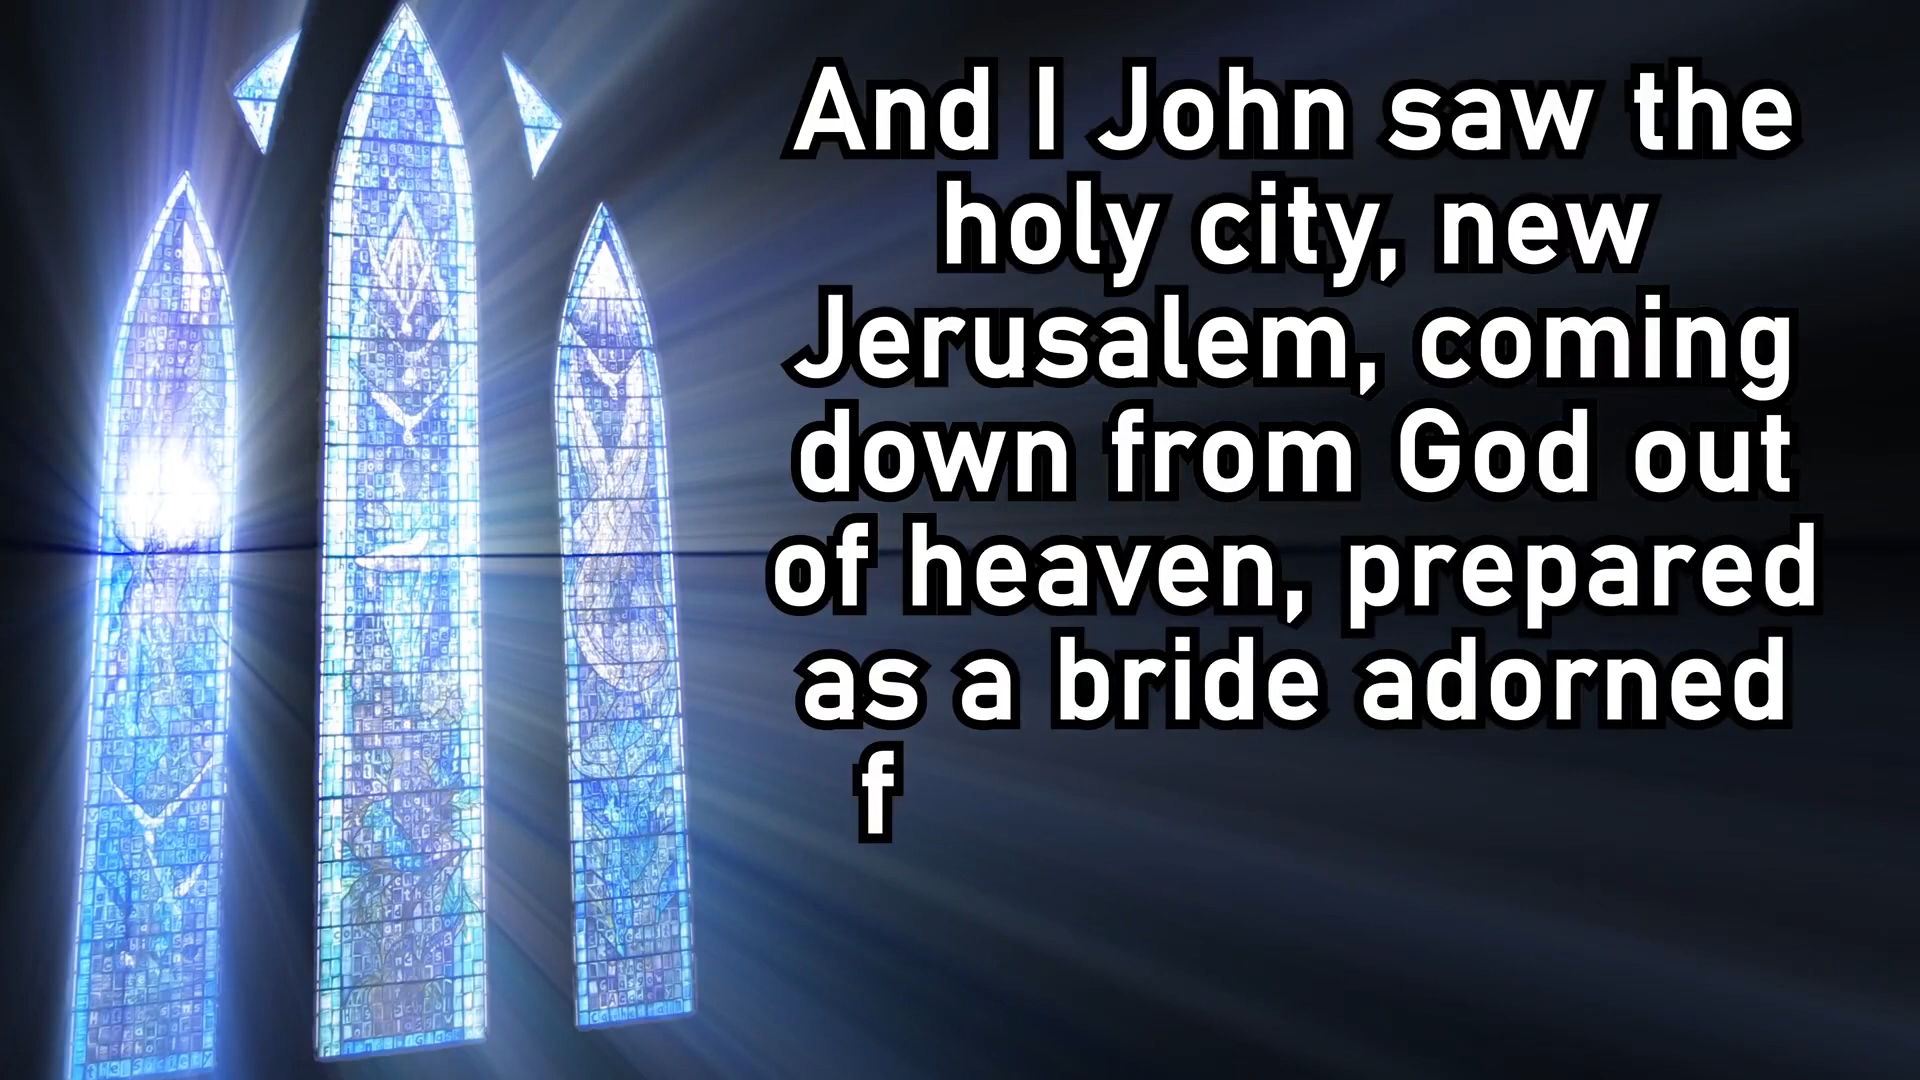 And I John saw the
holy city, new
Jerusalem, coming
down from God out
of heaven, prepared
as a bride adorned
f